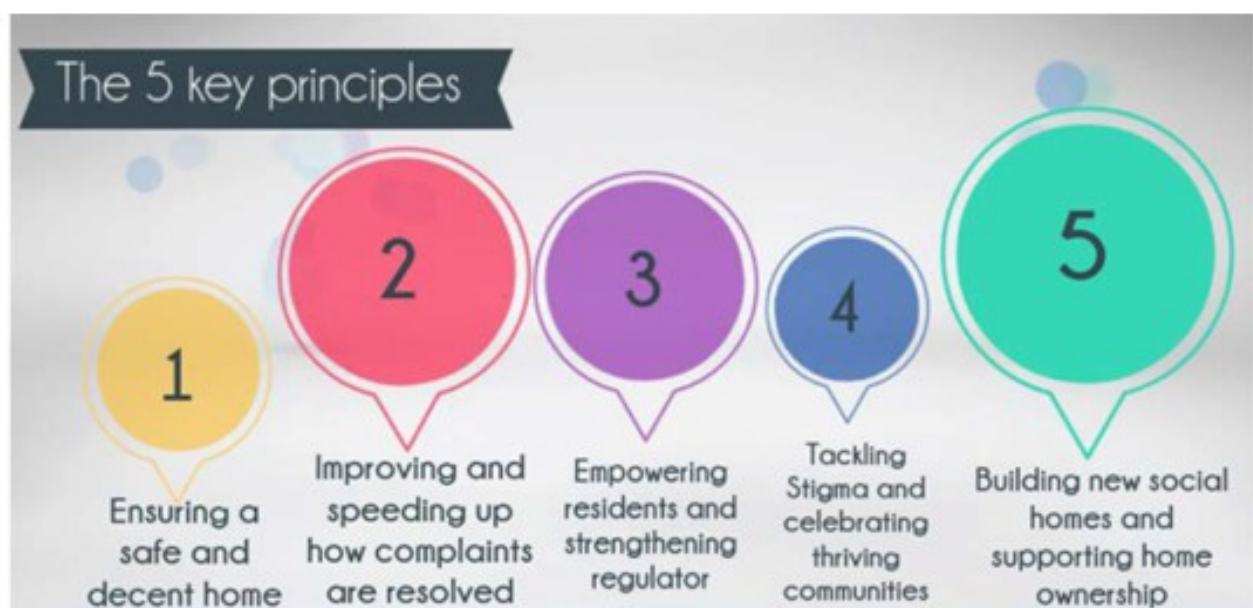 The 5 key principles
1
Ensuring a
safe and
decent home
2
Improving and
speeding up
how complaints
are resolved
3
Empowering
residents and
strengthening
regulator
4
Tackling
Stigma and
celebrating
thriving
communities
5
Building new social
homes and
supporting home
ownership